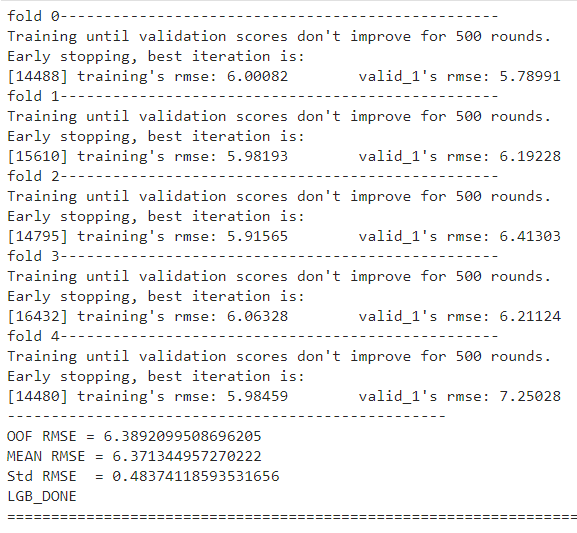 fold 0--------------------------------------------------
Training until validation scores don't improve for 500 rounds.
Early stopping, best iteration is:
[14488] training's rmse: 6.00082        valid_1's rmse: 5.78991
fold 1--------------------------------------------------
Training until validation scores don't improve for 500 rounds.
Early stopping, best iteration is:
[15610] training's rmse: 5.98193        valid_1's rmse: 6.19228
fold 2--------------------------------------------------
Training until validation scores don't improve for 500 rounds.
Early stopping, best iteration is:
[14795] training's rmse: 5.91565        valid_1's rmse: 6.41303
fold 3--------------------------------------------------
Training until validation scores don't improve for 500 rounds.
Early stopping, best iteration is:
[16432] training's rmse: 6.06328        valid_1's rmse: 6.21124
fold 4--------------------------------------------------
Training until validation scores don't improve for 500 rounds.
Early stopping, best iteration is:
[14480] training's rmse: 5.98459        valid_1's rmse: 7.25028
--------------------------------------------------
OOF RMSE = 6.3892099508696205
MEAN RMSE = 6.371344957270222
Std RMSE  = 0.48374118593531656
LGB_DONE
==================================================================